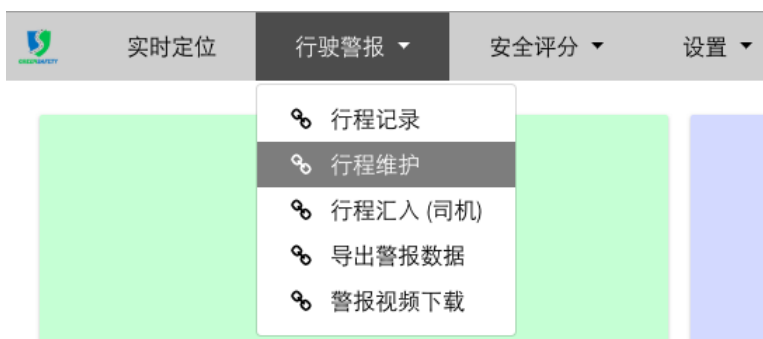 GREENSAFETY
实时定位
行驶警报
安全评分
设置
行程记录
行程维护
行程汇入 (司机)
导出警报数据
警报视频下载